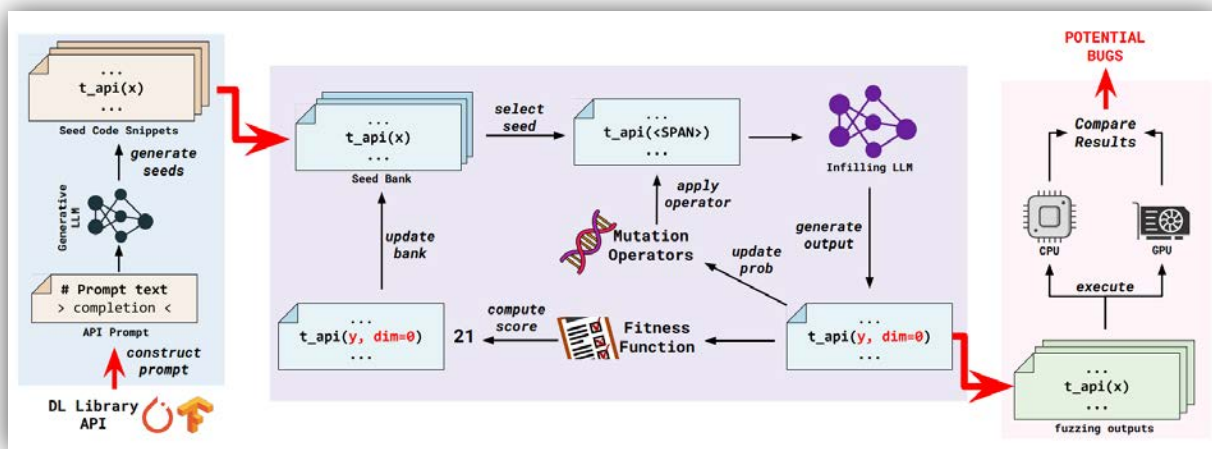 ...
t_api(x)
...
Seed Code Snippets
generate
seeds
Generative
LLM
# Prompt text
> completion <
API Prompt
construct
prompt
DL Library
API
...
t_api(x)
...
Seed Bank
select
seed
...
t_api(<SPAN>)
...
Infilling LLM
apply
operator
Mutation
Operators
update
prob
generate
output
update
bank
...
t_api(y, dim=0)
...
21
compute
score
Fitness
Function
...
t_api(y, dim=0)
...
POTENTIAL
BUGS
Compare
Results
CPU
GPU
execute
...
t_api(x)
...
fuzzing outputs